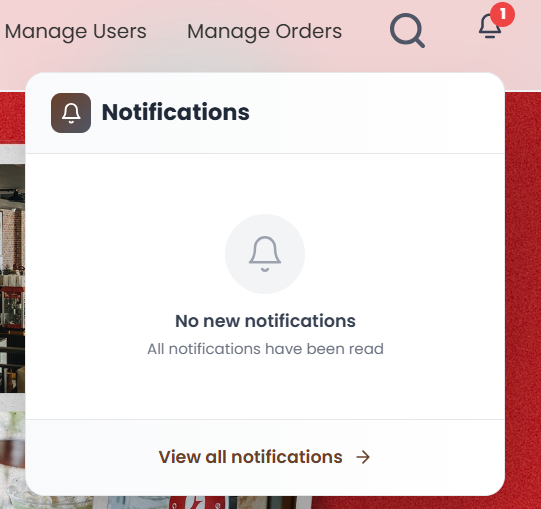 Manage Users Manage Orders 1
Notifications
No new notifications
All notifications have been read
View all notifications →